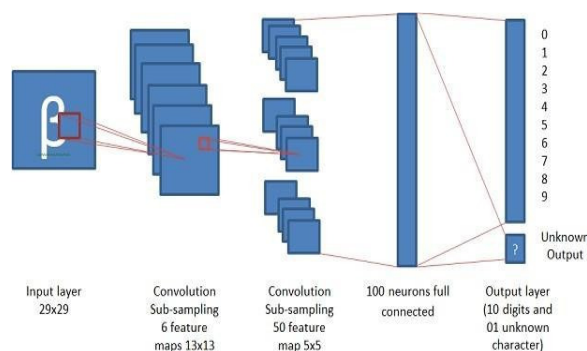 β
0
1
2
3
4
5
6
7
8
9
?
Unknown
Output
Input layer
29x29
Convolution
Sub-sampling
6 feature
maps 13x13
Convolution
Sub-sampling
50 feature
map 5x5
100 neurons full
connected
Output layer
(10 digits and
01 unknown
character)